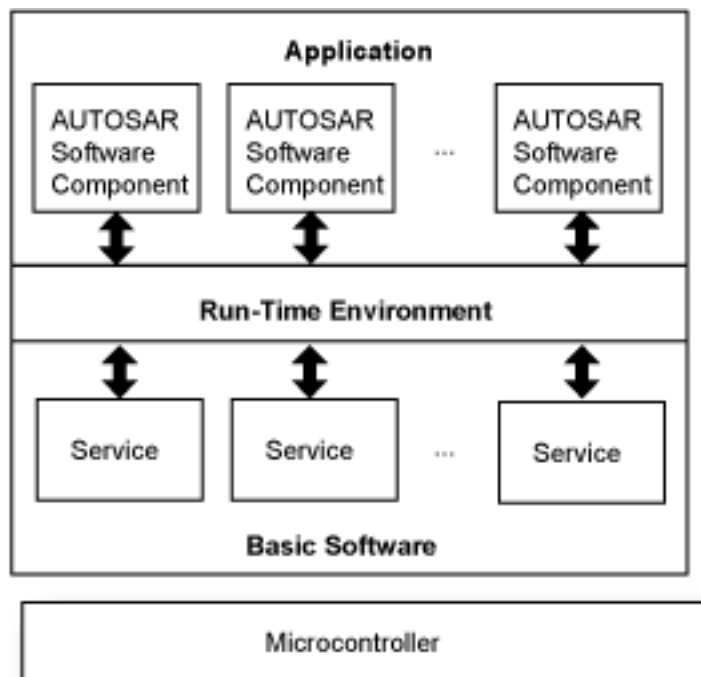 Application
AUTOSAR AUTOSAR AUTOSAR
Software Software ... Software
Component Component Component
Run-Time Environment
Service Service ... Service
Basic Software
Microcontroller